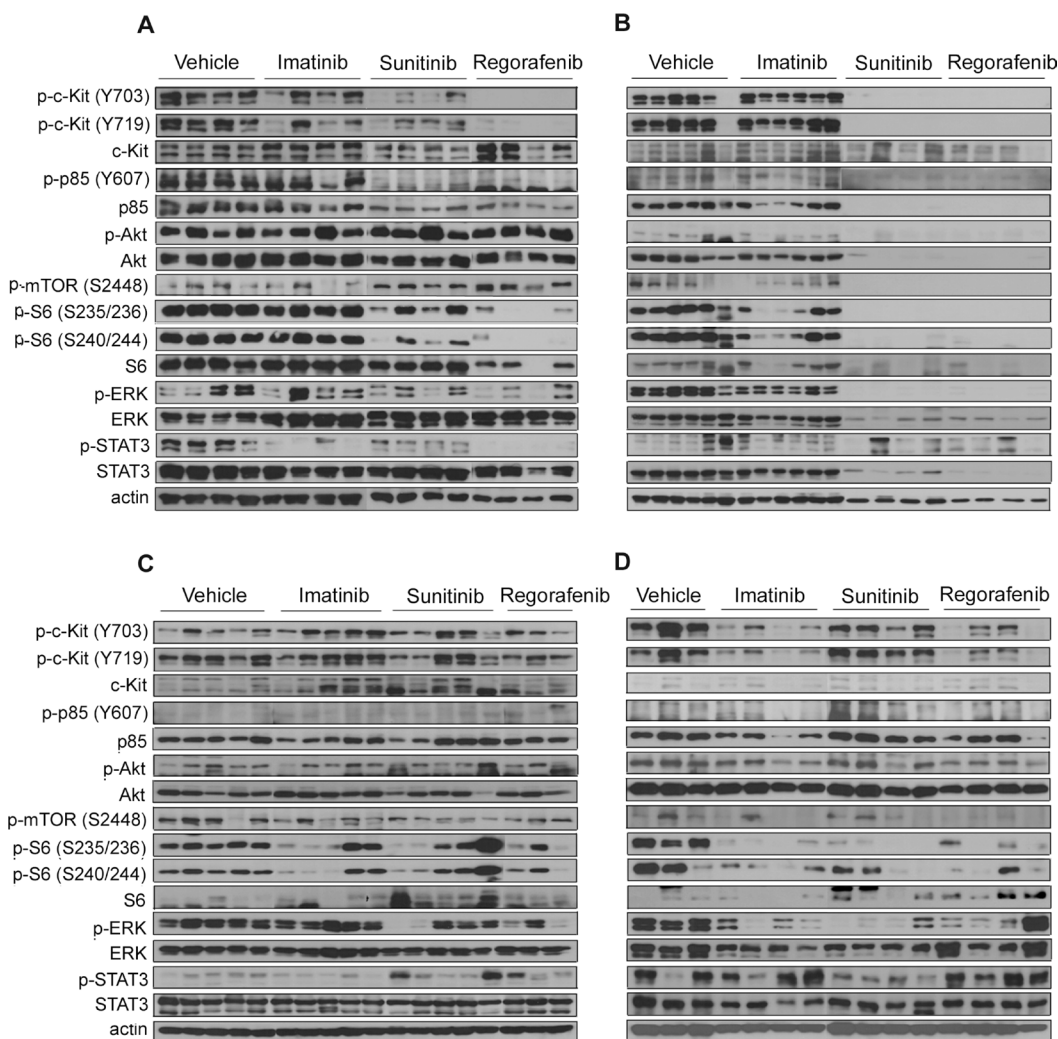 A
B
Vehicle Imatinib Sunitinib Regorafenib
Vehicle Imatinib Sunitinib Regorafenib
p-c-Kit (Y703)
p-c-Kit (Y719)
c-Kit
p-p85 (Y607)
p85
p-Akt
Akt
p-mTOR (S2448)
p-S6 (S235/236)
p-S6 (S240/244)
S6
p-ERK
ERK
p-STAT3
STAT3
actin
C
D
Vehicle Imatinib Sunitinib Regorafenib
Vehicle Imatinib Sunitinib Regorafenib
p-c-Kit (Y703)
p-c-Kit (Y719)
c-Kit
p-p85 (Y607)
p85
p-Akt
Akt
p-mTOR (S2448)
p-S6 (S235/236)
p-S6 (S240/244)
S6
p-ERK
ERK
p-STAT3
STAT3
actin